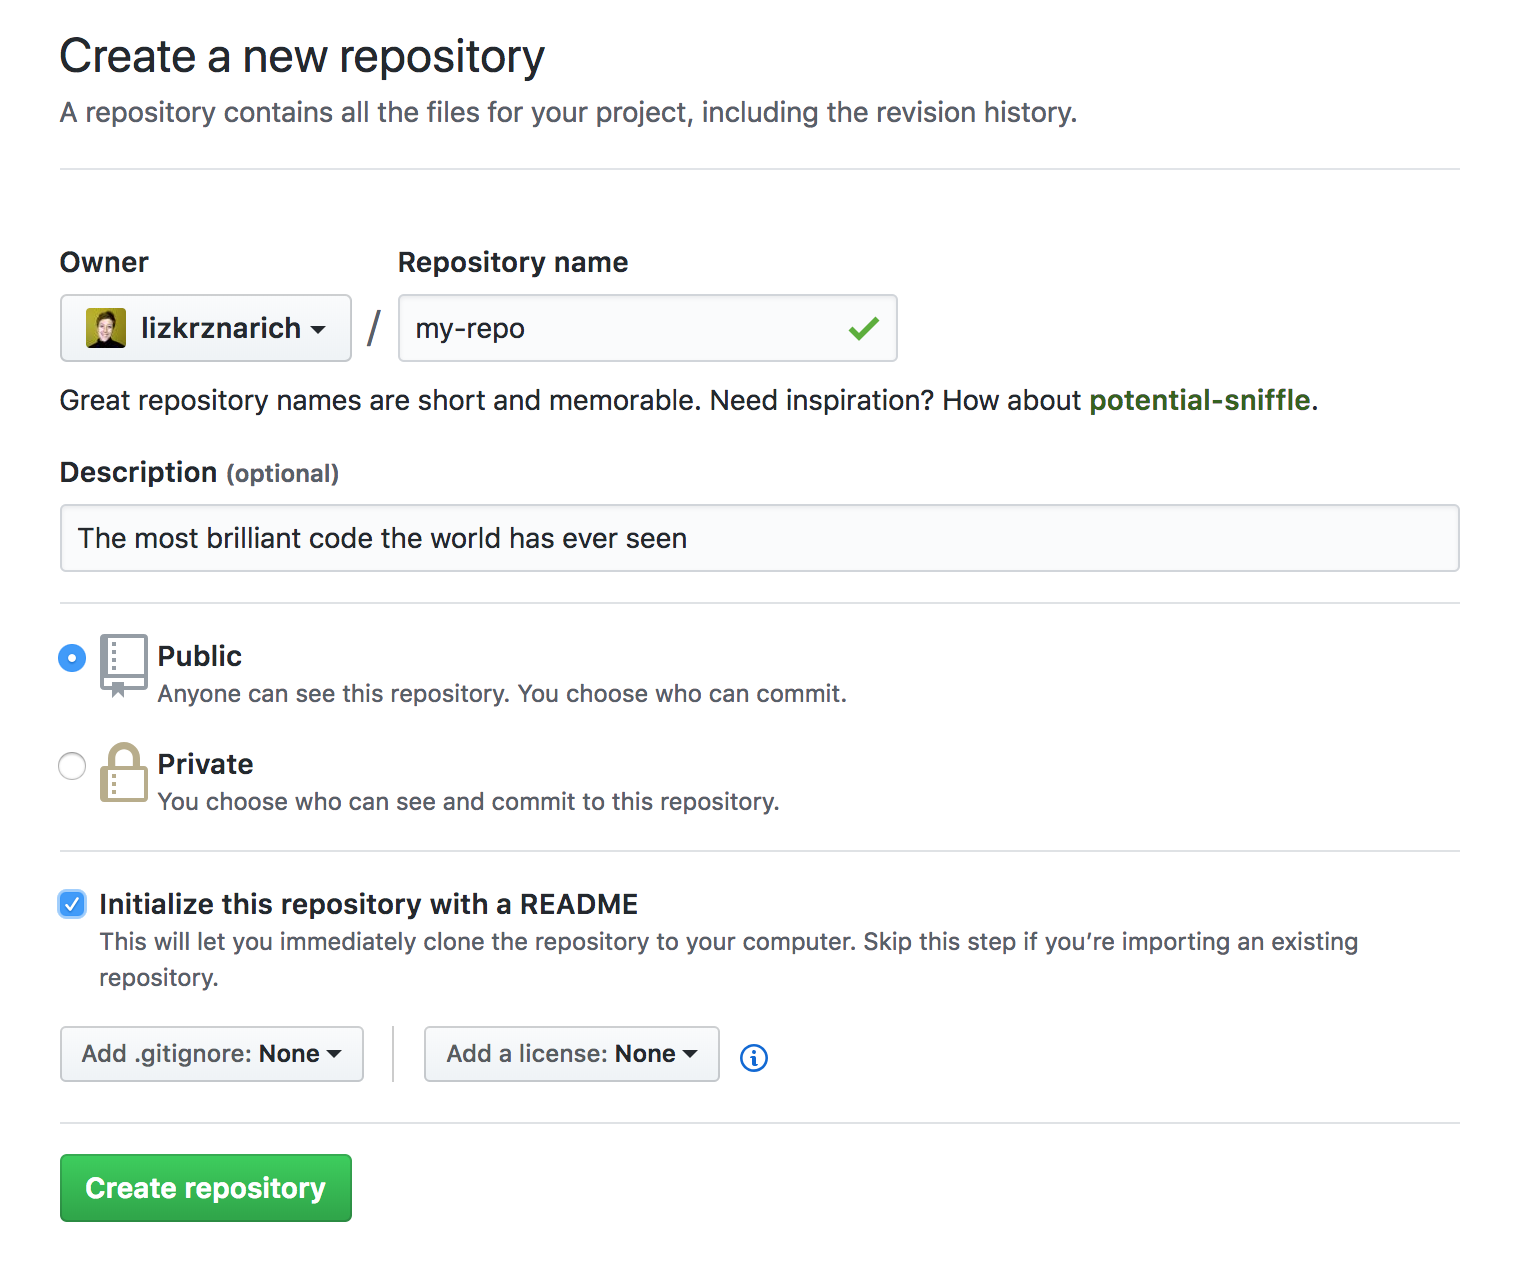 Create a new repository
A repository contains all the files for your project, including the revision history.
Owner
Repository name
lizkrznarich / my-repo
Great repository names are short and memorable. Need inspiration? How about potential-sniffle.
Description (optional)
The most brilliant code the world has ever seen
Public
Anyone can see this repository. You choose who can commit.
Private
You choose who can see and commit to this repository.
Initialize this repository with a README
This will let you immediately clone the repository to your computer. Skip this step if you’re importing an existing
repository.
Add .gitignore: None
Add a license: None
Create repository